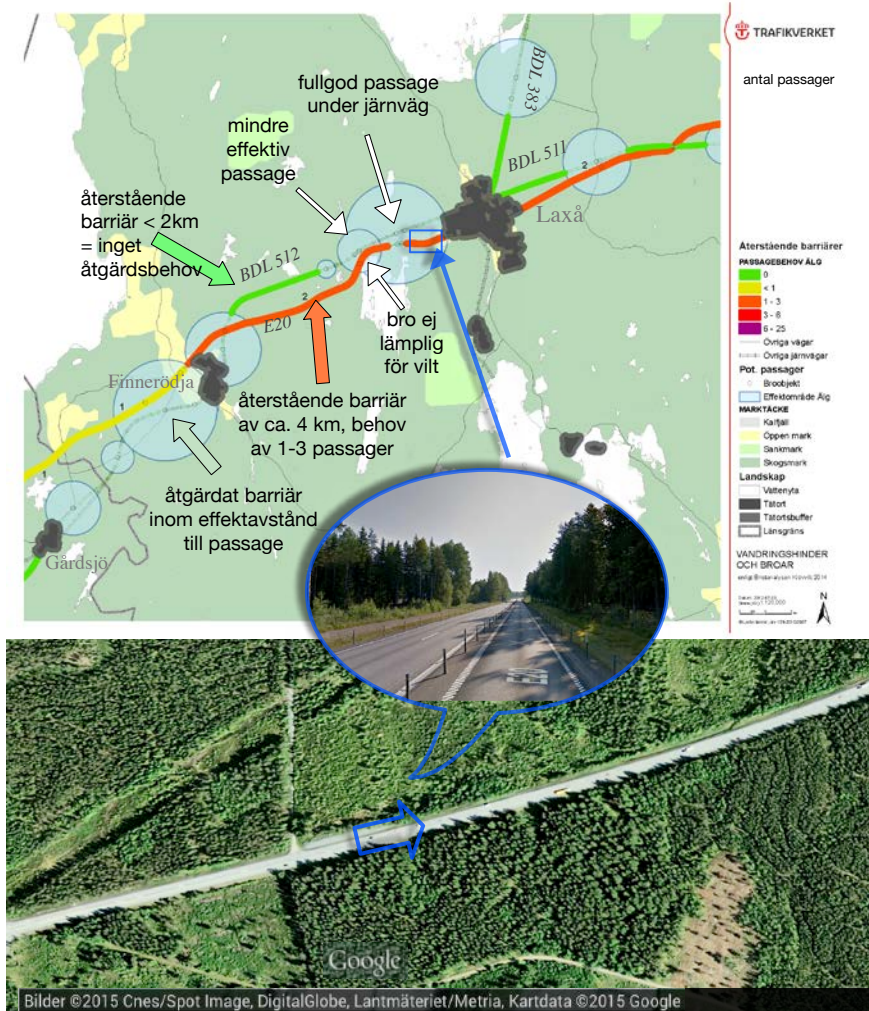 TRAFIKVERKET
antal passager
fullgod passage
under järnväg
mindre
effektiv
passage
BDL 383
BDL 511
2
Laxå
återstående
barriär < 2km
= inget
åtgärdsbehov
BDL 512
2
E20
bro ej
lämplig
för vilt
Finnerödja
1
1
återstående barriär
av ca. 4 km, behov
av 1-3 passager
åtgärdat barriär
inom effektavstånd
till passage
Gårdsjö
Återstående barriärer
PASSAGEBEHOV ÄLG
0
< 1
1 - 3
3 - 6
6 - 25
Övriga vägar
Övriga järnvägar
Pot. passager
Broobjekt
Effektområde Älg
MARKTÄCKE
Kalfjäll
Öppen mark
Sankmark
Skogsmark
Landskap
Vattenyta
Tätort
Tätortsbuffer
Länsgräns
VANDRINGSHINDER
OCH BROAR
N
E20
Google
Bilder ©2015 Cnes/Spot Image, DigitalGlobe, Lantmäteriet/Metria, Kartdata ©2015 Google